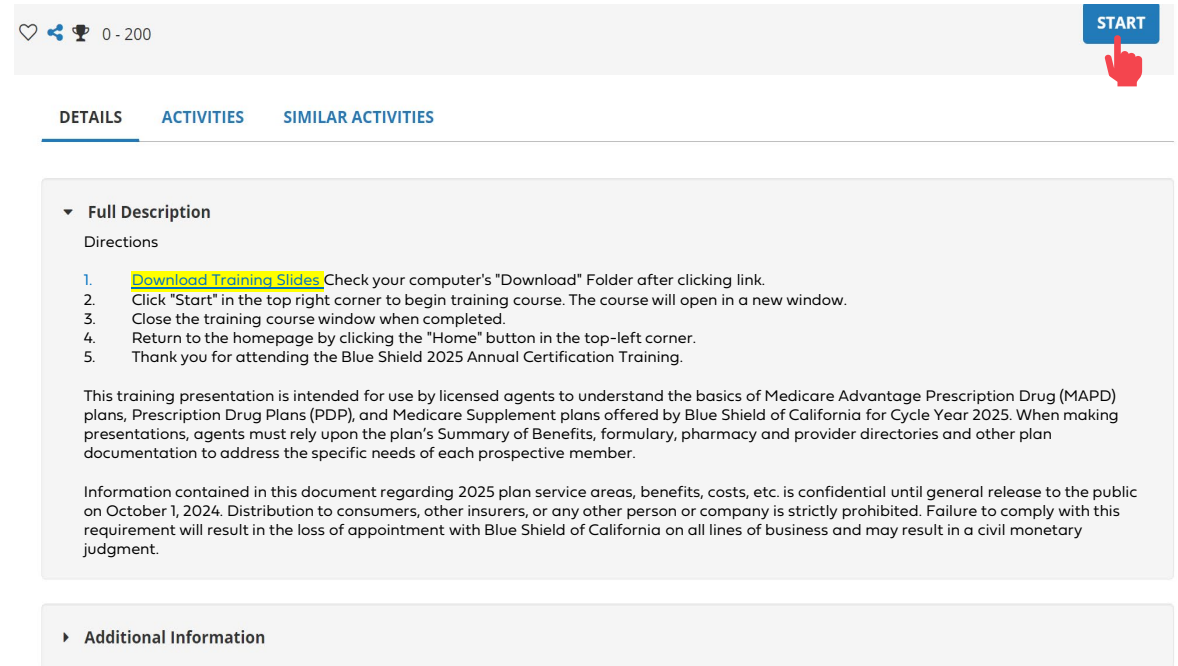 0 - 200
START
DETAILS ACTIVITIES SIMILAR ACTIVITIES
Full Description
Directions
1. Download Training Slides Check your computer's "Download" Folder after clicking link.
2. Click "Start" in the top right corner to begin training course. The course will open in a new window.
3. Close the training course window when completed.
4. Return to the homepage by clicking the "Home" button in the top-left corner.
5. Thank you for attending the Blue Shield 2025 Annual Certification Training.
This training presentation is intended for use by licensed agents to understand the basics of Medicare Advantage Prescription Drug (MAPD)
plans, Prescription Drug Plans (PDP), and Medicare Supplement plans offered by Blue Shield of California for Cycle Year 2025. When making
presentations, agents must rely upon the plan’s Summary of Benefits, formulary, pharmacy and provider directories and other plan
documentation to address the specific needs of each prospective member.
Information contained in this document regarding 2025 plan service areas, benefits, costs, etc. is confidential until general release to the public
on October 1, 2024. Distribution to consumers, other insurers, or any other person or company is strictly prohibited. Failure to comply with this
requirement will result in the loss of appointment with Blue Shield of California on all lines of business and may result in a civil monetary
judgment.
Additional Information